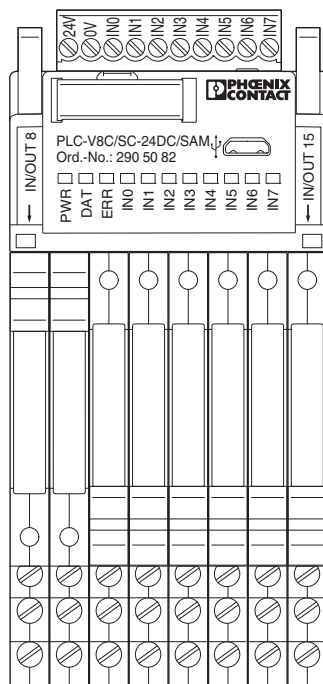 24V 0V IN0 IN1 IN2 IN3 IN4 IN5 IN6 IN7
PHŒNIX
CONTACT
PLC-V8C/SC-24DC/SAM
Ord.-No.: 290 50 82
← IN/OUT 8
PWR DAT ERR IN0 IN1 IN2 IN3 IN4 IN5 IN6 IN7
← IN/OUT 15